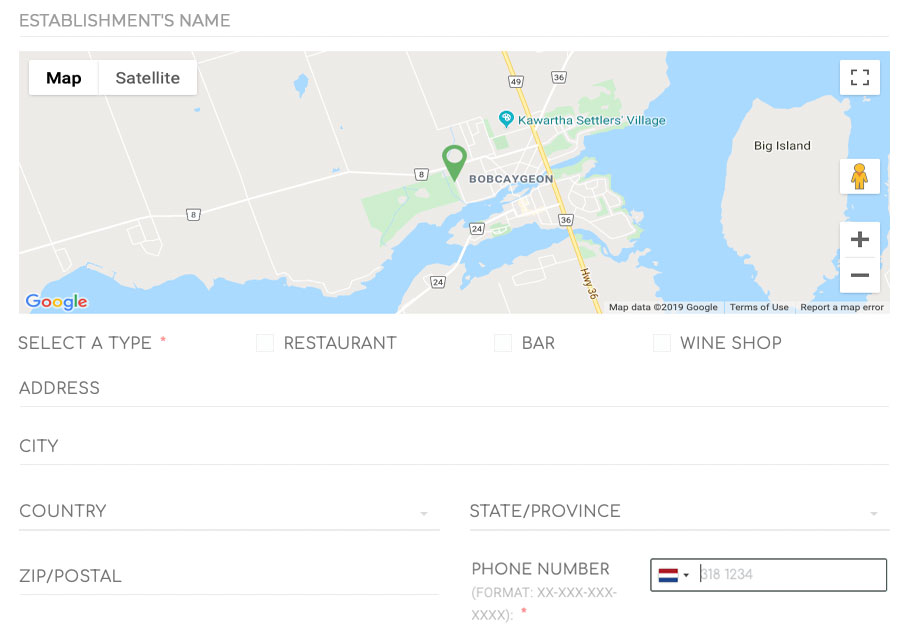 ESTABLISHMENT'S NAME
Map Satellite
49
36
Kawartha Settlers' Village
Big Island
8
BOBCAYGEON
8
36
24
24
Hwy 36
Google
Map data ©2019 Google Terms of Use Report a map error
SELECT A TYPE * RESTAURANT BAR WINE SHOP
ADDRESS
CITY
COUNTRY STATE/PROVINCE
ZIP/POSTAL
PHONE NUMBER
(FORMAT: XX-XXX-XXX-
XXXX): *
318 1234